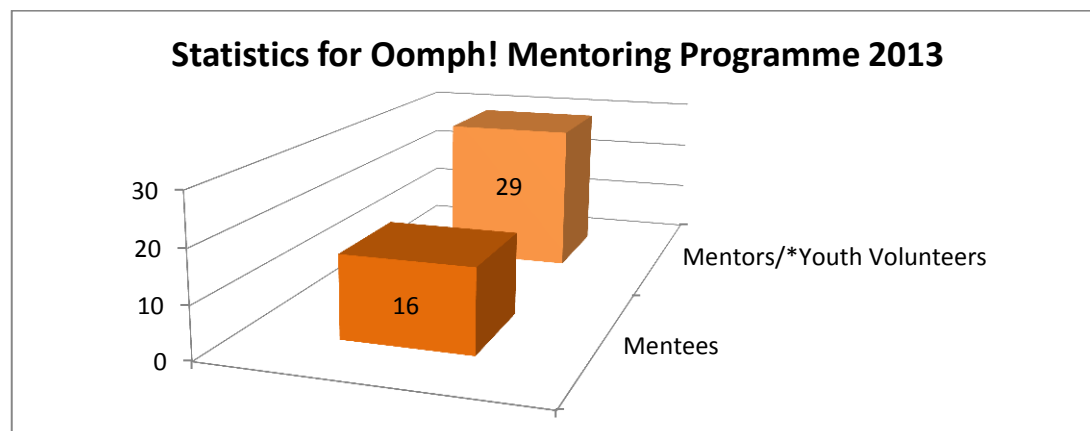 Statistics for Oomph! Mentoring Programme 2013
30
20
10
0
29
16
Mentors/*Youth Volunteers
Mentees